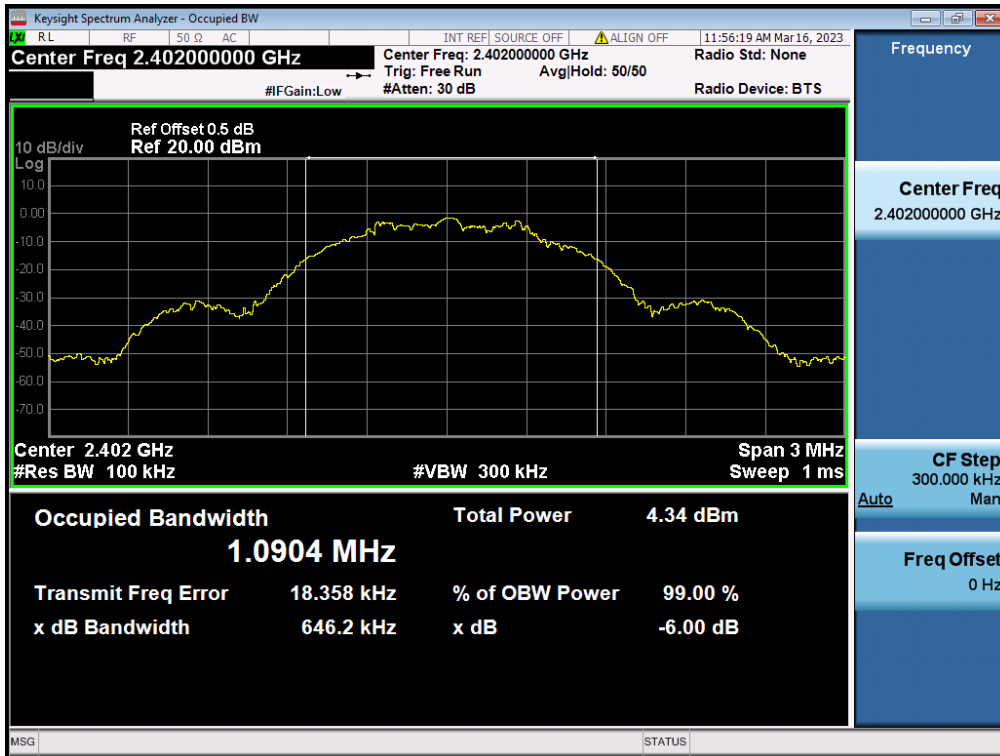 Keysight Spectrum Analyzer - Occupied BW
LXI RL RF 50 Ω AC INT REF SOURCE OFF ALIGN OFF 11:56:19 AM Mar 16, 2023
Center Freq 2.402000000 GHz
#IFGain:Low
Center Freq: 2.402000000 GHz
Trig: Free Run Avg|Hold: 50/50
#Atten: 30 dB
Radio Std: None
Radio Device: BTS
Ref Offset 0.5 dB
10 dB/div Ref 20.00 dBm
Log
10.0
0.00
-10.0
-20.0
-30.0
-40.0
-50.0
-60.0
-70.0
Center 2.402 GHz Span 3 MHz
#Res BW 100 kHz #VBW 300 kHz Sweep 1 ms
Occupied Bandwidth Total Power 4.34 dBm
1.0904 MHz
Transmit Freq Error 18.358 kHz % of OBW Power 99.00 %
x dB Bandwidth 646.2 kHz x dB -6.00 dB
Frequency
Center Freq
2.402000000 GHz
CF Step
300.000 kHz
Auto Man
Freq Offset
0 Hz
MSG STATUS